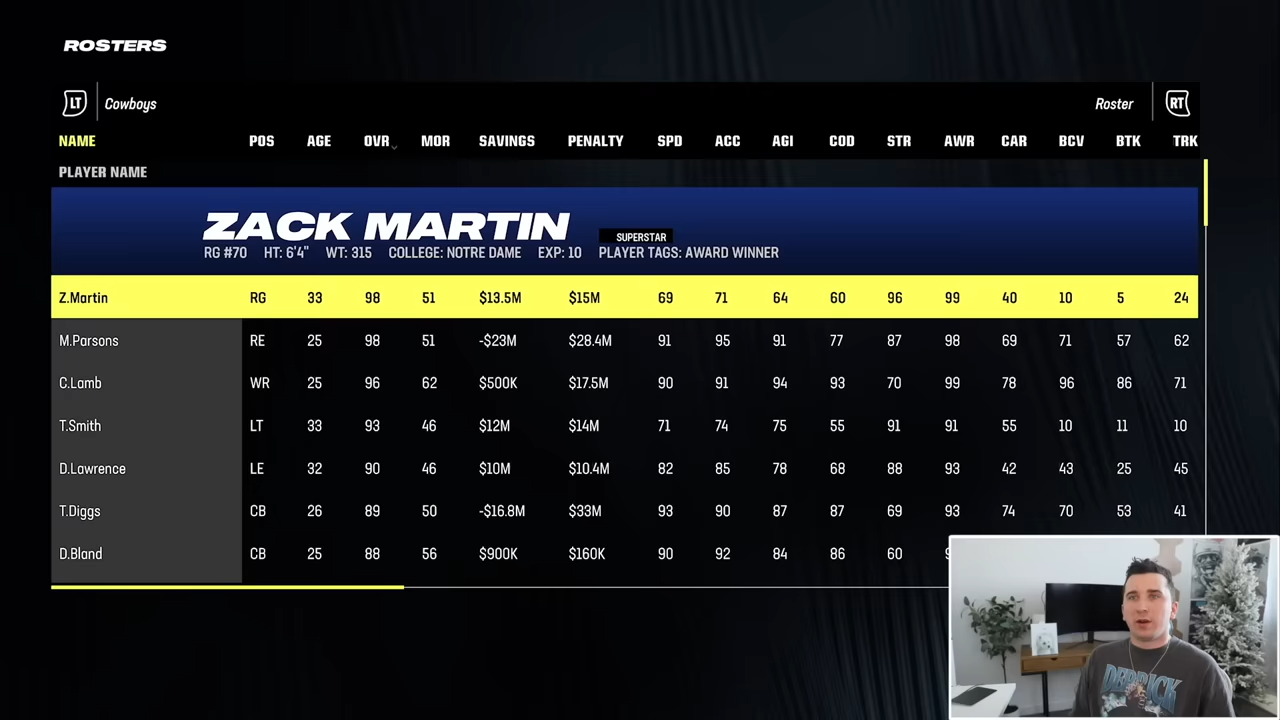 ROSTERS
LT Cowboys Roster RT
NAME POS AGE OVR MOR SAVINGS PENALTY SPD ACC AGI COD STR AWR CAR BCV BTK TRK
PLAYER NAME
ZACK MARTIN SUPERSTAR
RG #70 HT: 6'4" WT: 315 COLLEGE: NOTRE DAME EXP: 10 PLAYER TAGS: AWARD WINNER
Z.Martin RG 33 98 51 $13.5M $15M 69 71 64 60 96 99 40 10 5 24
M.Parsons RE 25 98 51 -$23M $28.4M 91 95 91 77 87 98 69 71 57 62
C.Lamb WR 25 96 62 $500K $17.5M 90 91 94 93 70 99 78 96 86 71
T.Smith LT 33 93 46 $12M $14M 71 74 75 55 91 91 55 10 11 10
D.Lawrence LE 32 90 46 $10M $10.4M 82 85 78 68 88 93 42 43 25 45
T.Diggs CB 26 89 50 -$16.8M $33M 93 90 87 87 69 93 74 70 53 41
D.Bland CB 25 88 56 $900K $160K 90 92 84 86 60